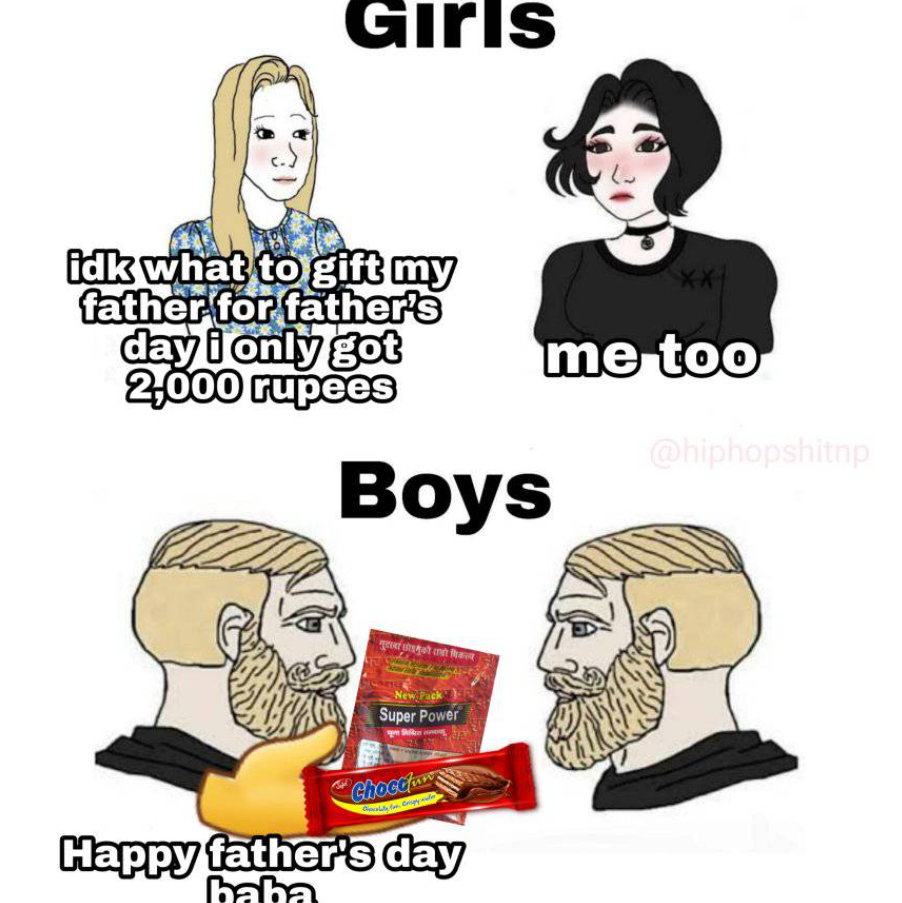 Girls
idk what to gift my
father for father's
day i only got
2,000 rupees
me too
@hiphopshitnp
Boys
New Pack
Super Power
Chocofun
Happy father's day
baba